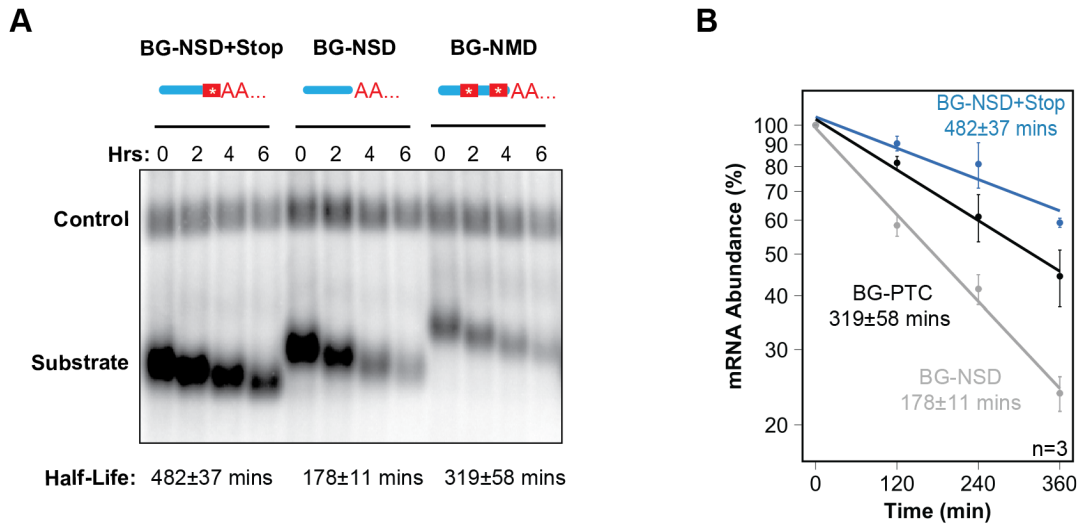 A
BG-NSD+Stop BG-NSD BG-NMD
*AA... AA... * * AA...
Hrs: 0 2 4 6 0 2 4 6 0 2 4 6
Control
Substrate
Half-Life: 482±37 mins 178±11 mins 319±58 mins
B
mRNA Abundance (%)
100
90
80
70
60
50
40
30
20
BG-NSD+Stop
482±37 mins
BG-PTC
319±58 mins
BG-NSD
178±11 mins
n=3
0 120 240 360
Time (min)